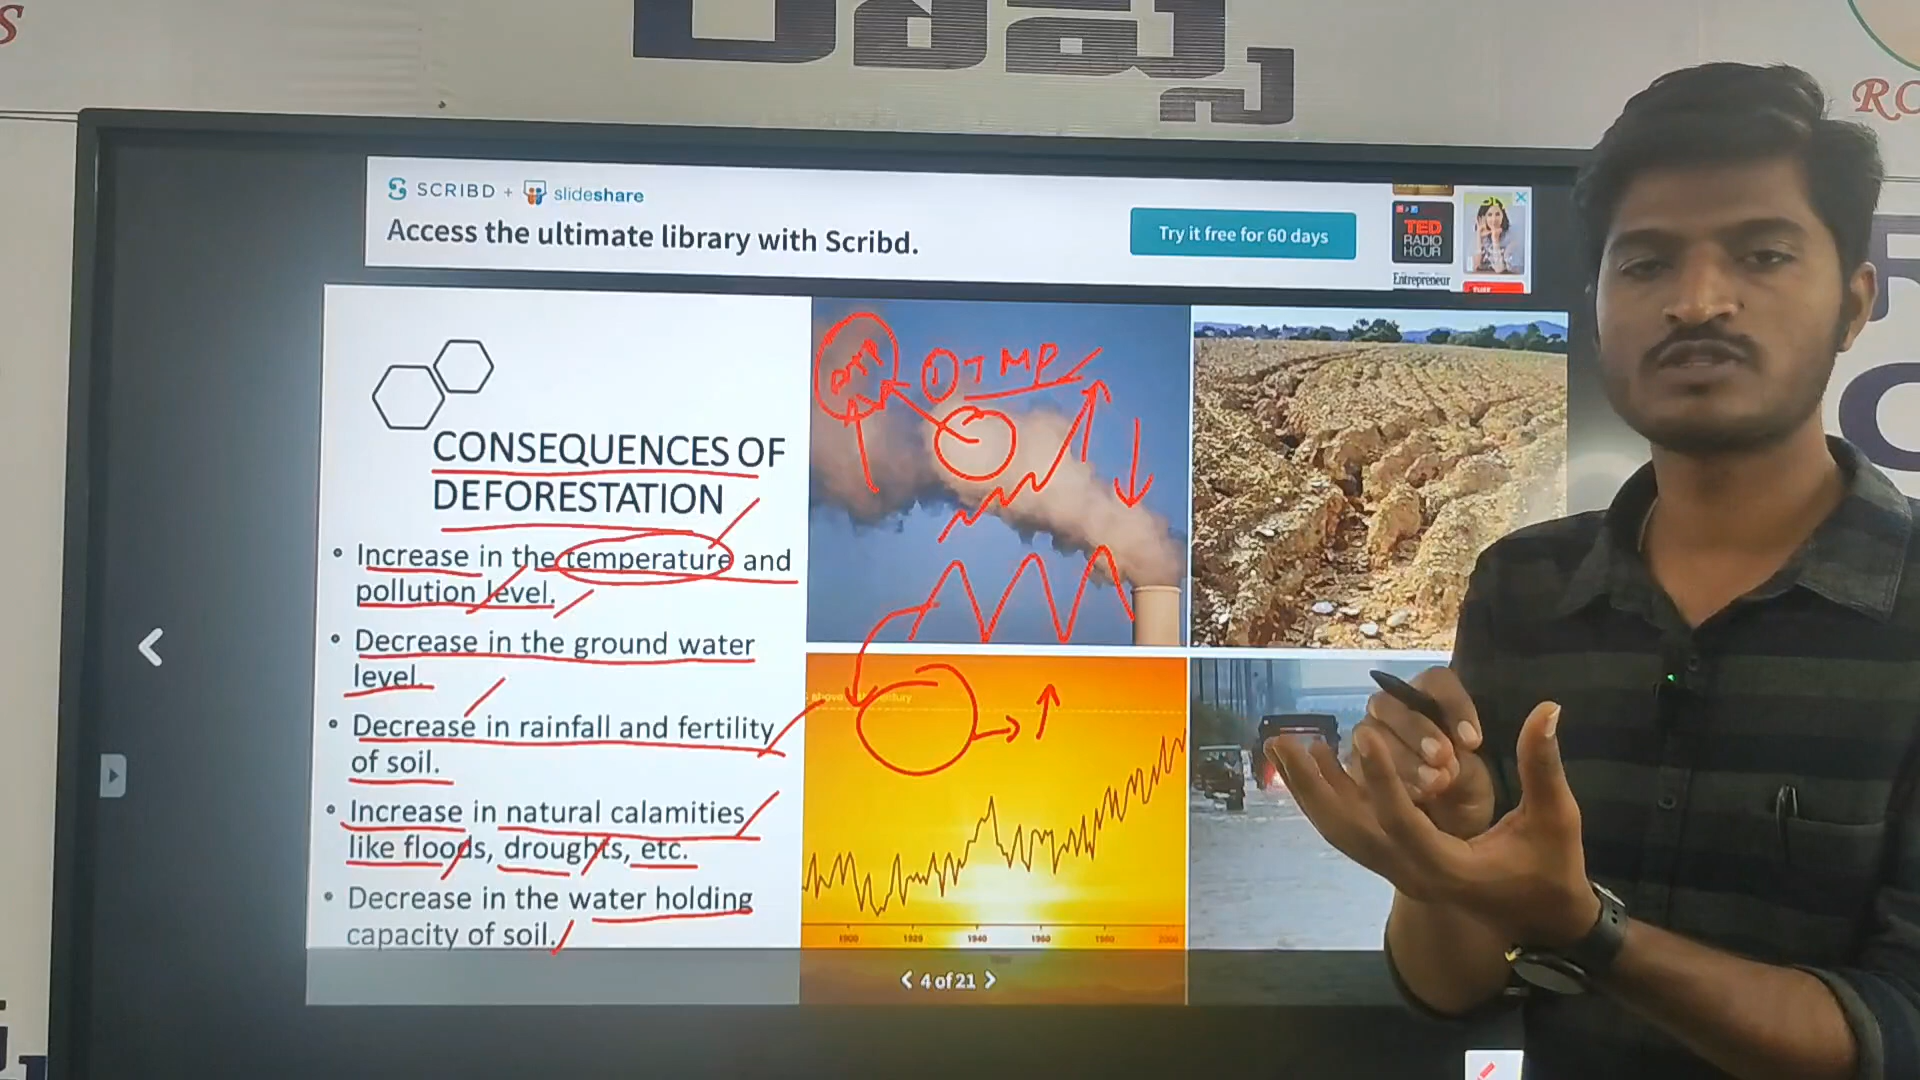 SCRIBD + slideshare
Access the ultimate library with Scribd.
Try it free for 60 days
TED
RADIO
HOUR
Entrepreneur
CONSEQUENCES OF
DEFORESTATION
• Increase in the temperature and
pollution level.
• Decrease in the ground water
level.
• Decrease in rainfall and fertility
of soil.
• Increase in natural calamities
like floods, droughts, etc.
• Decrease in the water holding
capacity of soil.
① TMP
1900 1929 1940 1960 1980 2000
< 4 of 21 >